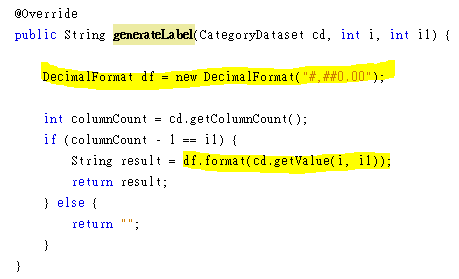 @Override
public String generateLabel(CategoryDataset cd, int i, int i1) {
DecimalFormat df = new DecimalFormat("#,##0.00");
int columnCount = cd.getColumnCount();
if (columnCount - 1 == i1) {
String result = df.format(cd.getValue(i, i1));
return result;
} else {
return "";
}
}